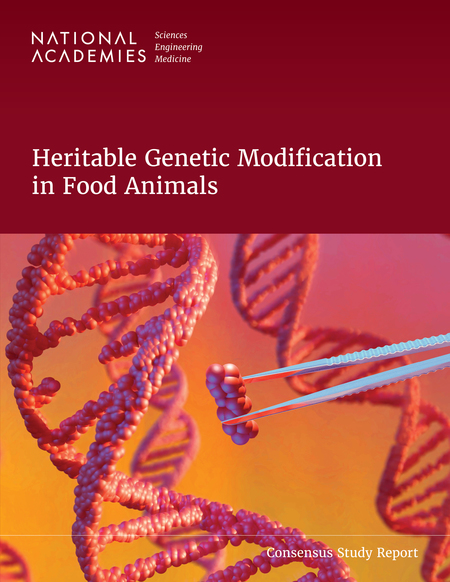 NATIONAL
ACADEMIES
Sciences
Engineering
Medicine
Heritable Genetic Modification
in Food Animals
Consensus Study Report